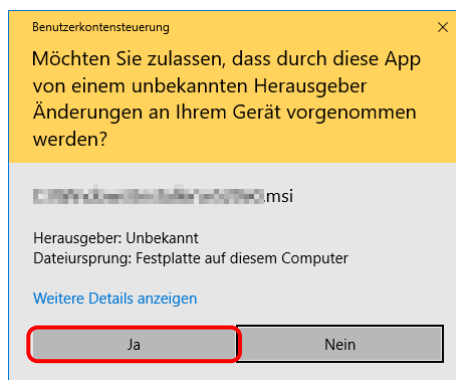 Benutzerkontensteuerung
Möchten Sie zulassen, dass durch diese App
von einem unbekannten Herausgeber
Änderungen an Ihrem Gerät vorgenommen
werden?
.msi
Herausgeber: Unbekannt
Dateiursprung: Festplatte auf diesem Computer
Weitere Details anzeigen
Ja Nein